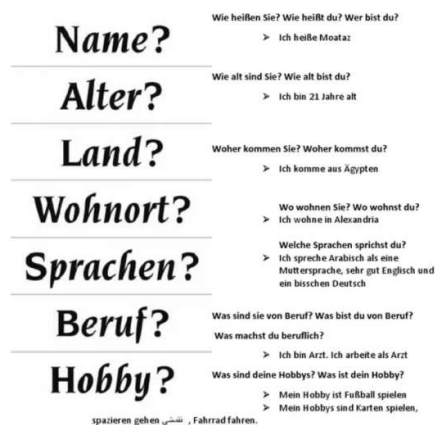 Name?
Wie heißen Sie? Wie heißt du? Wer bist du?
➤ Ich heiße Moataz
Alter?
Wie alt sind Sie? Wie alt bist du?
➤ Ich bin 21 Jahre alt
Land?
Woher kommen Sie? Woher kommst du?
➤ Ich komme aus Ägypten
Wohnort?
Wo wohnen Sie? Wo wohnst du?
➤ Ich wohne in Alexandria
Sprachen?
Welche Sprachen sprichst du?
➤ Ich spreche Arabisch als eine
Muttersprache, sehr gut Englisch und
ein bisschen Deutsch
Beruf?
Was sind sie von Beruf? Was bist du von Beruf?
Was machst du beruflich?
➤ Ich bin Arzt. Ich arbeite als Arzt
Hobby?
Was sind deine Hobbys? Was ist dein Hobby?
➤ Mein Hobby ist Fußball spielen
➤ Mein Hobbys sind Karten spielen,
spazieren gehen , Fahrrad fahren.